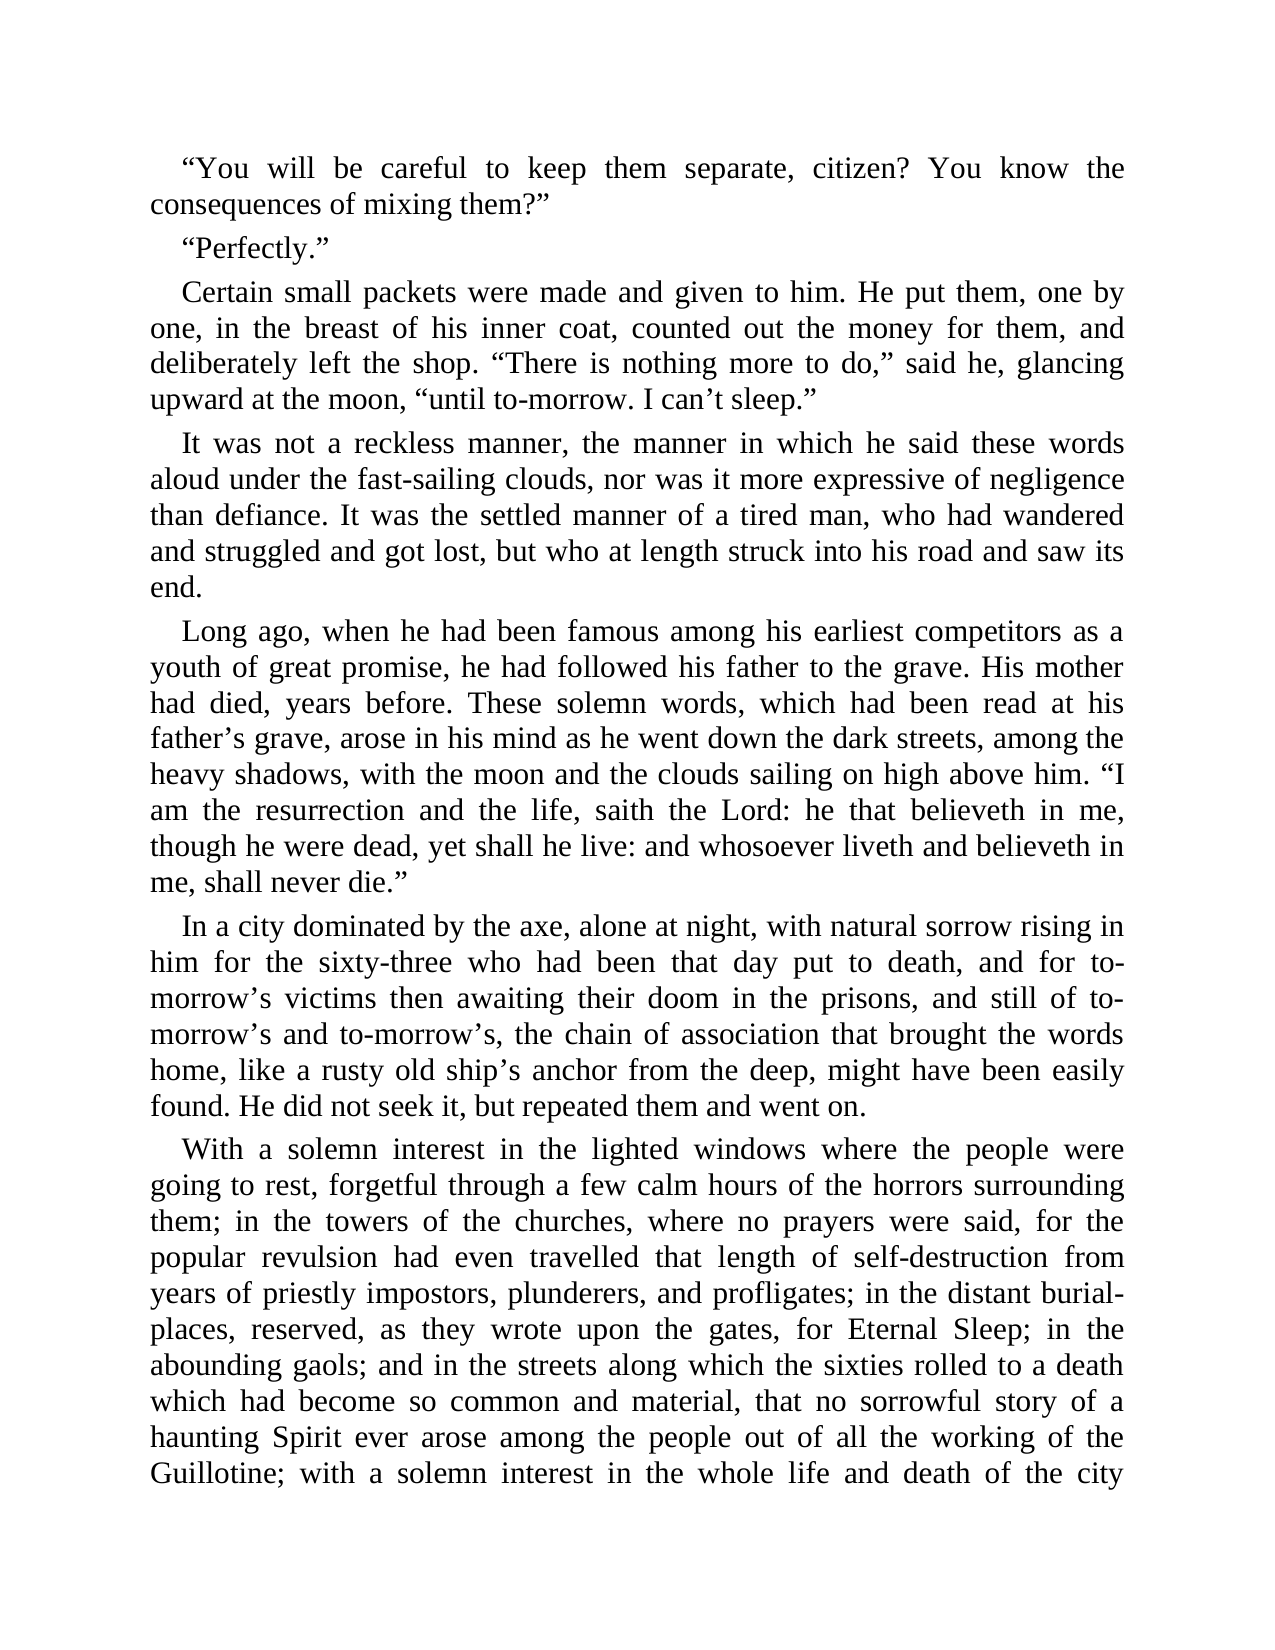 “You will be careful to keep them separate, citizen? You know the
consequences of mixing them?”
“Perfectly.”
Certain small packets were made and given to him. He put them, one by
one, in the breast of his inner coat, counted out the money for them, and
deliberately left the shop. “There is nothing more to do,” said he, glancing
upward at the moon, “until to-morrow. I can’t sleep.”
It was not a reckless manner, the manner in which he said these words
aloud under the fast-sailing clouds, nor was it more expressive of negligence
than defiance. It was the settled manner of a tired man, who had wandered
and struggled and got lost, but who at length struck into his road and saw its
end.
Long ago, when he had been famous among his earliest competitors as a
youth of great promise, he had followed his father to the grave. His mother
had died, years before. These solemn words, which had been read at his
father’s grave, arose in his mind as he went down the dark streets, among the
heavy shadows, with the moon and the clouds sailing on high above him. “I
am the resurrection and the life, saith the Lord: he that believeth in me,
though he were dead, yet shall he live: and whosoever liveth and believeth in
me, shall never die.”
In a city dominated by the axe, alone at night, with natural sorrow rising in
him for the sixty-three who had been that day put to death, and for to-
morrow’s victims then awaiting their doom in the prisons, and still of to-
morrow’s and to-morrow’s, the chain of association that brought the words
home, like a rusty old ship’s anchor from the deep, might have been easily
found. He did not seek it, but repeated them and went on.
With a solemn interest in the lighted windows where the people were
going to rest, forgetful through a few calm hours of the horrors surrounding
them; in the towers of the churches, where no prayers were said, for the
popular revulsion had even travelled that length of self-destruction from
years of priestly impostors, plunderers, and profligates; in the distant burial-
places, reserved, as they wrote upon the gates, for Eternal Sleep; in the
abounding gaols; and in the streets along which the sixties rolled to a death
which had become so common and material, that no sorrowful story of a
haunting Spirit ever arose among the people out of all the working of the
Guillotine; with a solemn interest in the whole life and death of the city